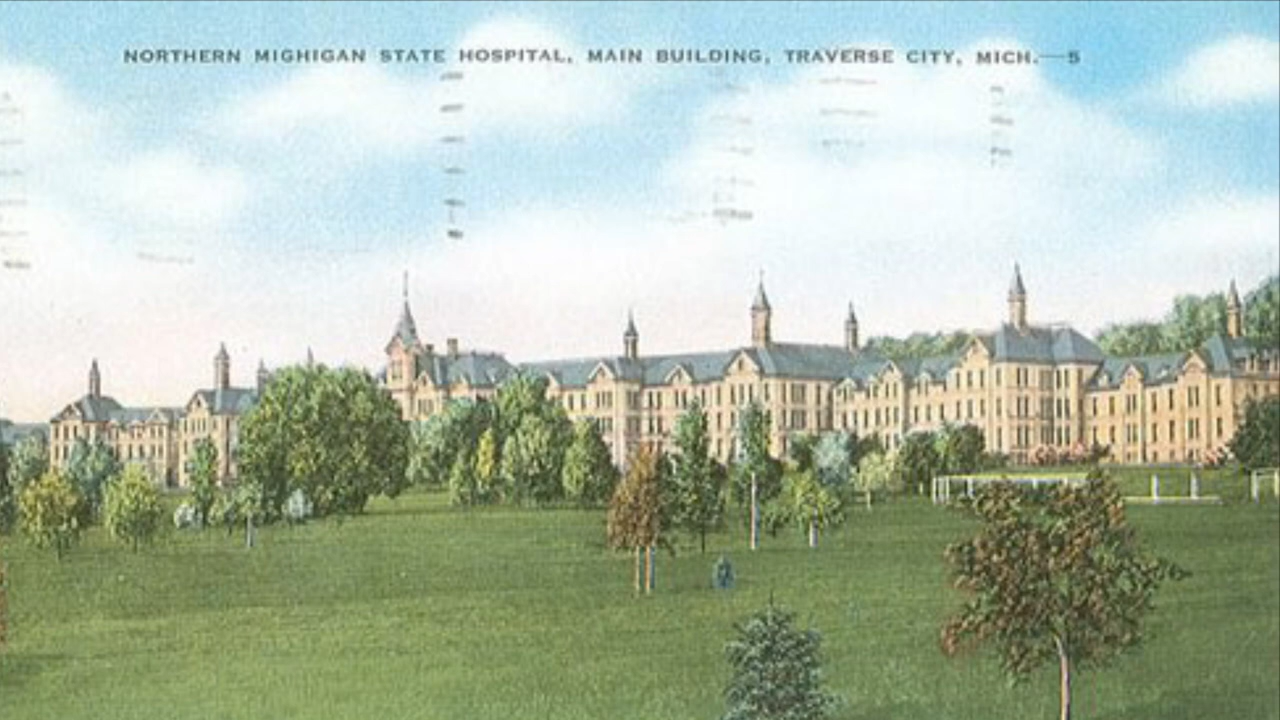 NORTHERN MIGHIGAN STATE HOSPITAL, MAIN BUILDING, TRAVERSE CITY, MICH.—5